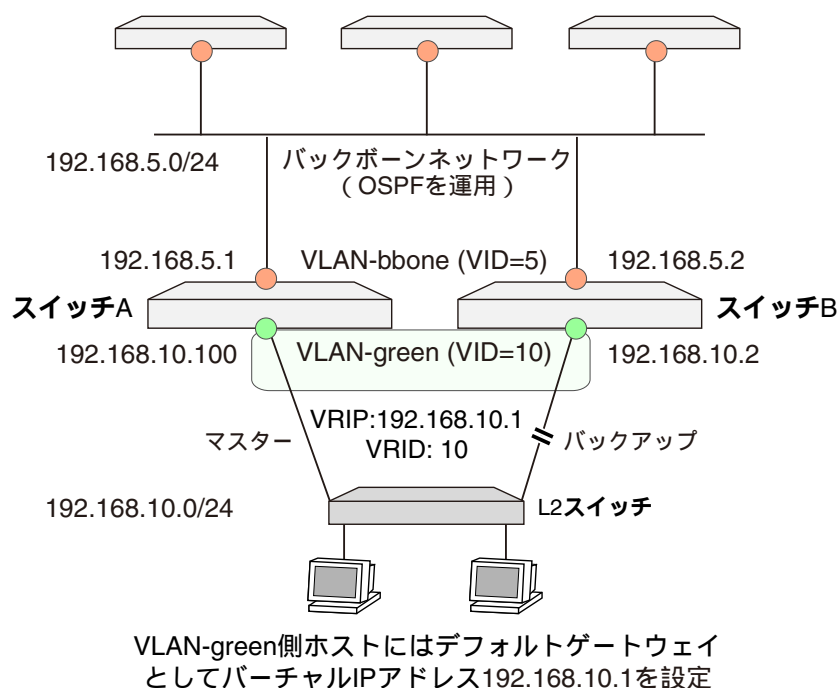 192.168.5.0/24
バックボーンネットワーク
(OSPFを運用)
192.168.5.1
VLAN-bbone (VID=5)
192.168.5.2
スイッチA
スイッチB
192.168.10.100
VLAN-green (VID=10)
192.168.10.2
VRIP:192.168.10.1
VRID: 10
マスター
バックアップ
192.168.10.0/24
L2スイッチ
VLAN-green側ホストにはデフォルトゲートウェイ
としてバーチャルIPアドレス192.168.10.1を設定